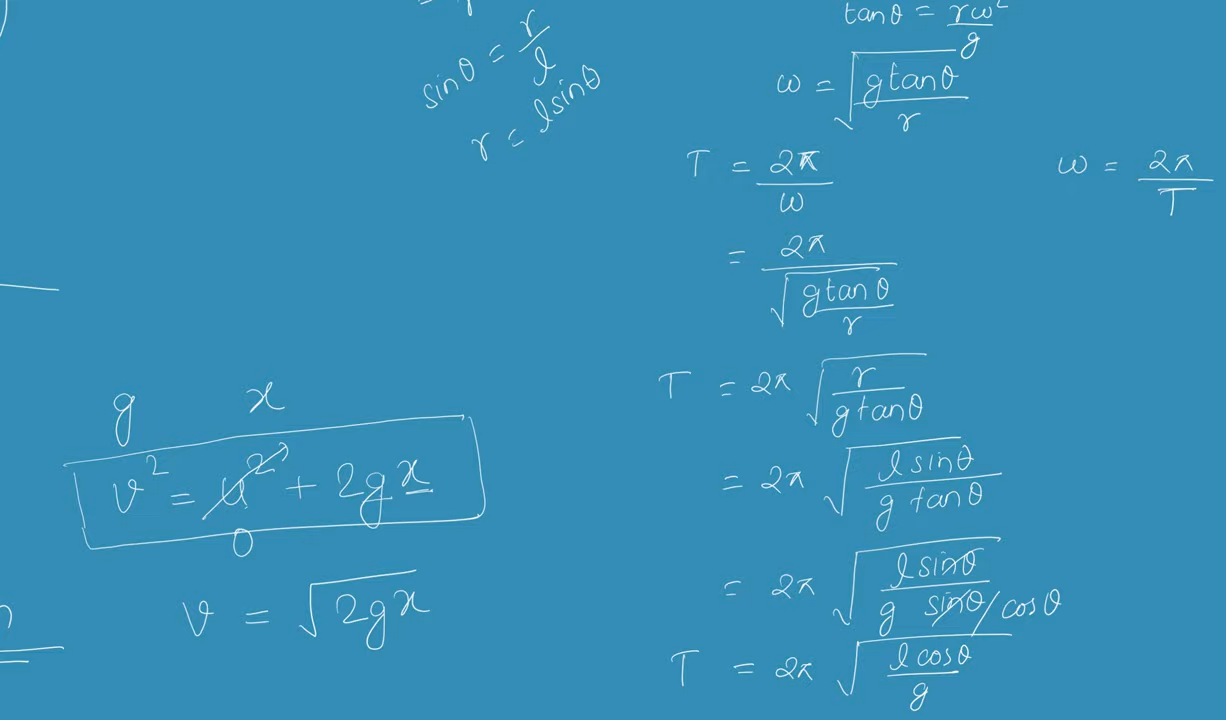 sinθ = r/l
r = l sinθ
g x
v² = u² + 2gx
0
v = √2gx
tanθ = rω²/g
ω = √(g tanθ/r)
T = 2π/ω
ω = 2π/T
= 2π/√(g tanθ/r)
T = 2π √(r/g tanθ)
= 2π √(l sinθ/g tanθ)
= 2π √(l sinθ/g sinθ/cosθ)
T = 2π √(l cosθ/g)